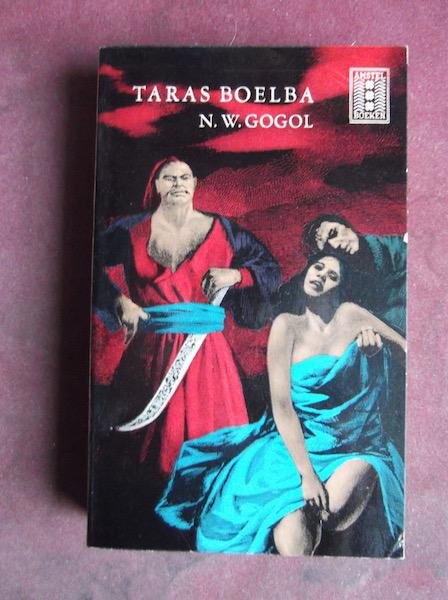 TARAS BOELBA
N. W. GOGOL
AMSTEL
BOEKEN